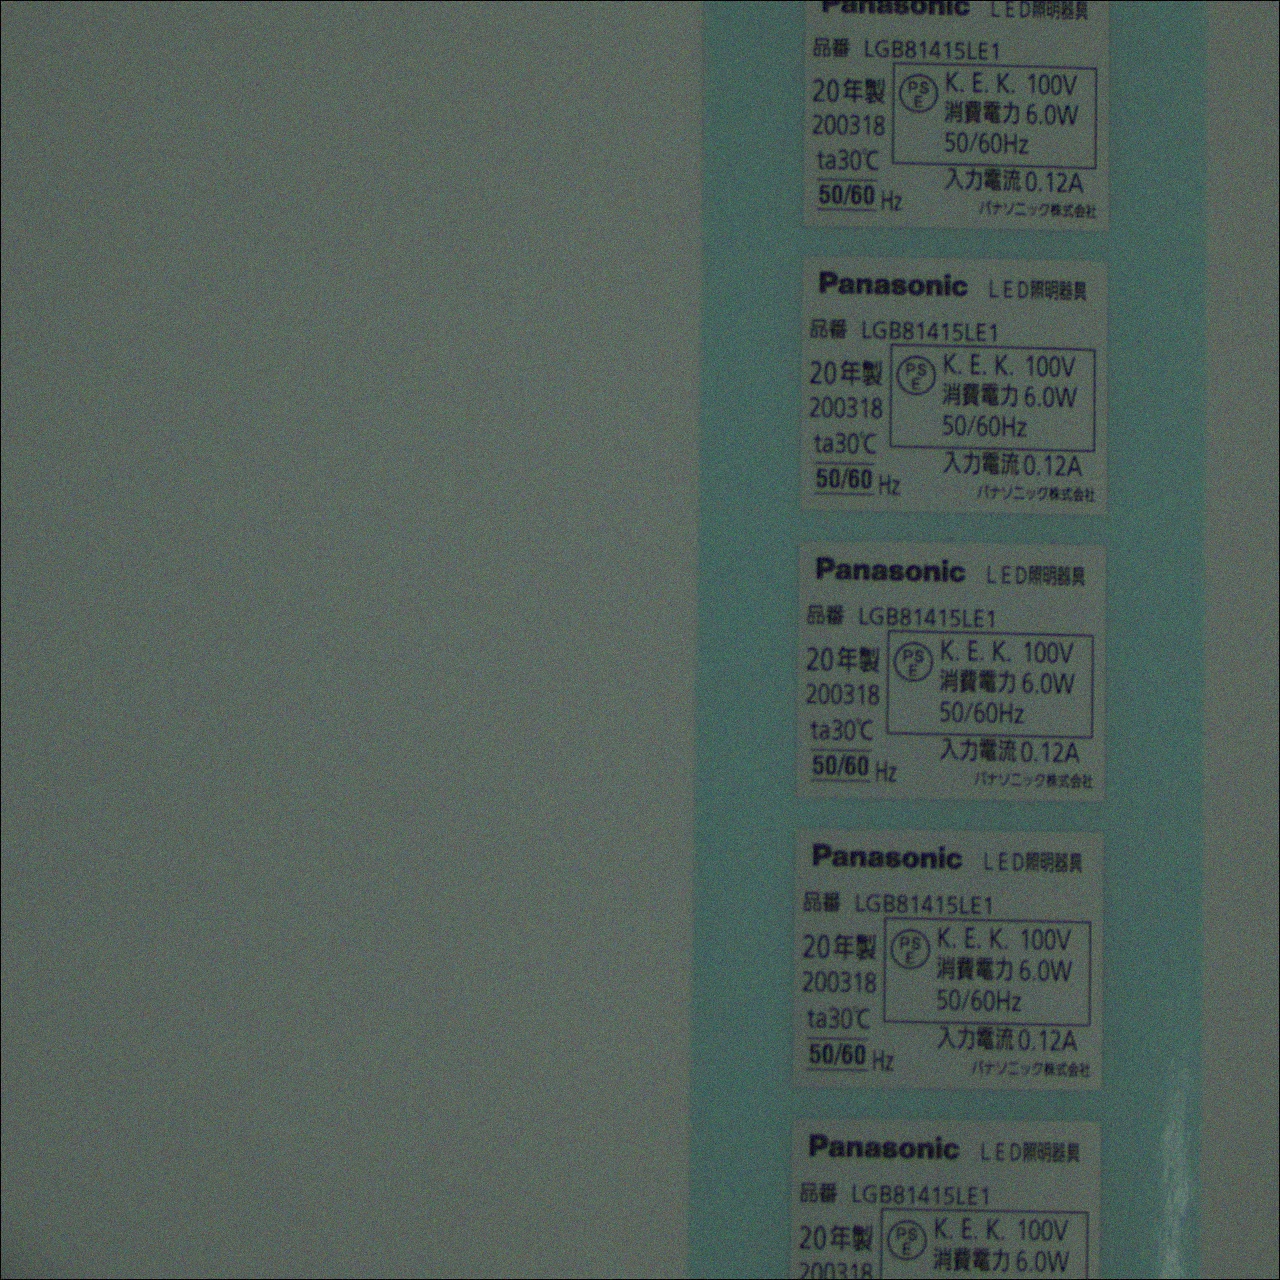 Panasonic LED照明器具
品番 LGB81415LE1
20年製 PSE K. E. K. 100V
200318 消費電力 6.0W
50/60Hz
ta30℃
入力電流 0.12A
50/60 Hz
パナソニック株式会社
Panasonic LED照明器具
品番 LGB81415LE1
20年製 PSE K. E. K. 100V
200318 消費電力 6.0W
50/60Hz
ta30℃
入力電流 0.12A
50/60 Hz
パナソニック株式会社
Panasonic LED照明器具
品番 LGB81415LE1
20年製 PSE K. E. K. 100V
200318 消費電力 6.0W
50/60Hz
ta30℃
入力電流 0.12A
50/60 Hz
パナソニック株式会社
Panasonic LED照明器具
品番 LGB81415LE1
20年製 PSE K. E. K. 100V
200318 消費電力 6.0W
50/60Hz
ta30℃
入力電流 0.12A
50/60 Hz
パナソニック株式会社
Panasonic LED照明器具
品番 LGB81415LE1
20年製 PSE K. E. K. 100V
200318 消費電力 6.0W